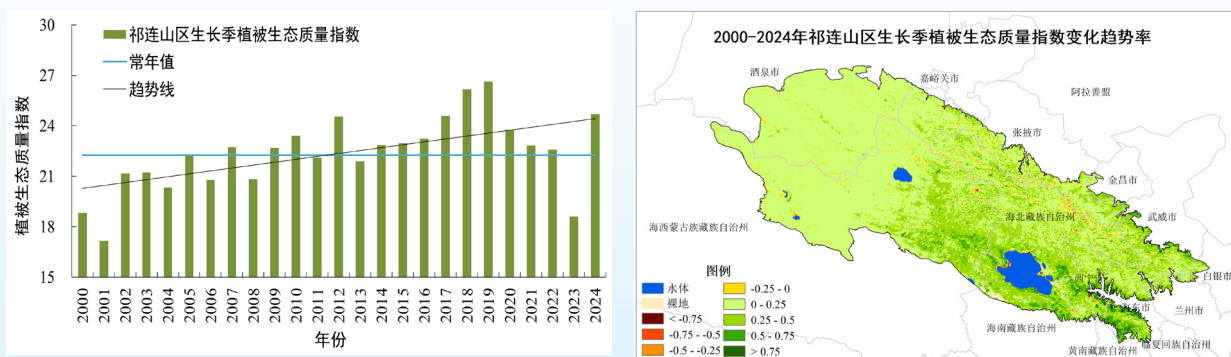 30
27
24
21
18
15
植被生态质量指数
祁连山区生长季植被生态质量指数
常年值
趋势线
2000
2001
2002
2003
2004
2005
2006
2007
2008
2009
2010
2011
2012
2013
2014
2015
2016
2017
2018
2019
2020
2021
2022
2023
2024
年份
2000-2024年祁连山区生长季植被生态质量指数变化趋势率
酒泉市
嘉峪关市
阿拉善盟
张掖市
金昌市
海北藏族自治州
武威市
海西蒙古族藏族自治州
白银市
兰州市
海南藏族自治州
临夏回族自治州
黄南藏族自治州
图例
水体
裸地
< -0.75
-0.75 - -0.5
-0.5 - -0.25
-0.25 - 0
0 - 0.25
0.25 - 0.5
0.5 - 0.75
> 0.75